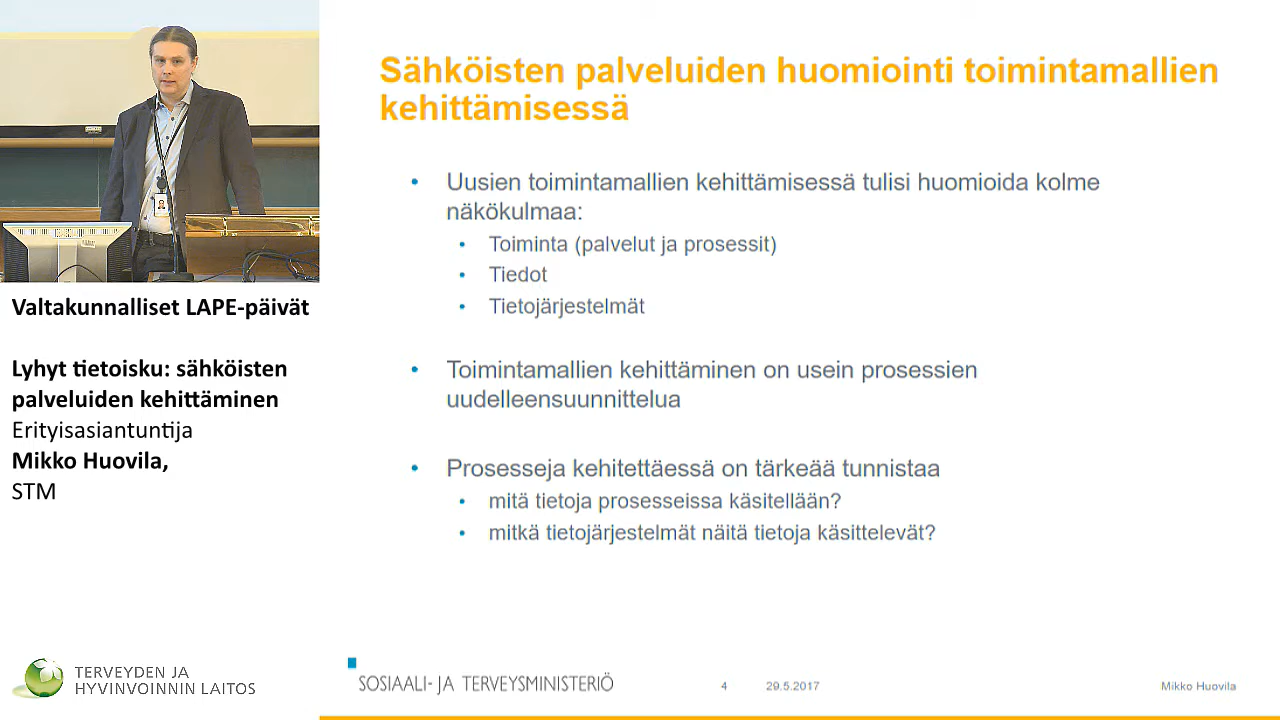 Sähköisten palveluiden huomiointi toimintamallien
kehittämisessä
• Uusien toimintamallien kehittämisessä tulisi huomioida kolme
näkökulmaa:
• Toiminta (palvelut ja prosessit)
• Tiedot
• Tietojärjestelmät
• Toimintamallien kehittäminen on usein prosessien
uudelleensuunnittelua
• Prosesseja kehitettäessä on tärkeää tunnistaa
• mitä tietoja prosesseissa käsitellään?
• mitkä tietojärjestelmät näitä tietoja käsittelevät?
Valtakunnalliset LAPE-päivät
Lyhyt tietoisku: sähköisten
palveluiden kehittäminen
Erityisasiantuntija
Mikko Huovila,
STM
TERVEYDEN JA
HYVINVOINNIN LAITOS
SOSIAALI- JA TERVEYSMINISTERIÖ
4 29.5.2017 Mikko Huovila